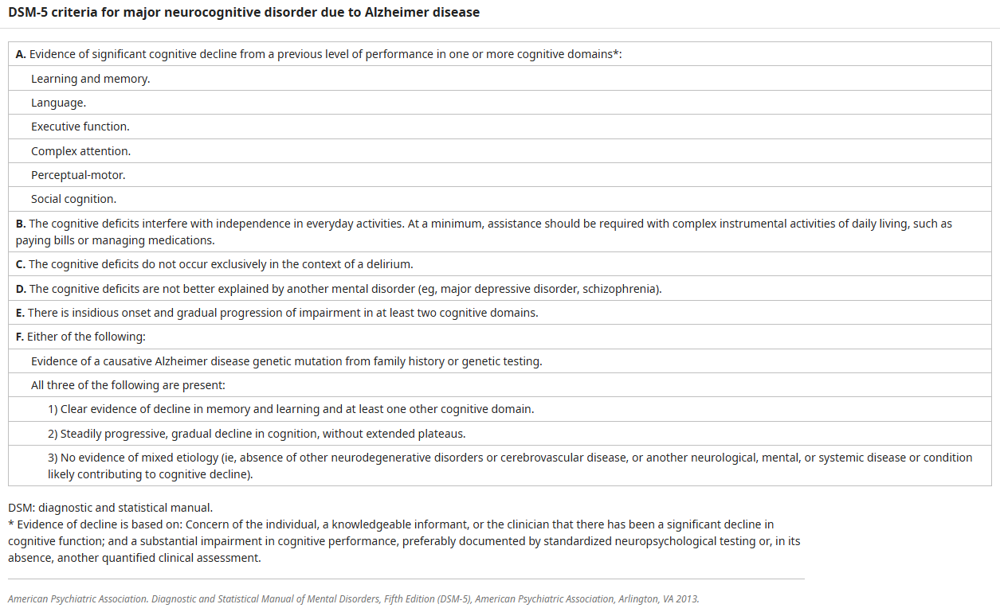 DSM-5 criteria for major neurocognitive disorder due to Alzheimer disease
A. Evidence of significant cognitive decline from a previous level of performance in one or more cognitive domains*:
Learning and memory.
Language.
Executive function.
Complex attention.
Perceptual-motor.
Social cognition.
B. The cognitive deficits interfere with independence in everyday activities. At a minimum, assistance should be required with complex instrumental activities of daily living, such as
paying bills or managing medications.
C. The cognitive deficits do not occur exclusively in the context of a delirium.
D. The cognitive deficits are not better explained by another mental disorder (eg, major depressive disorder, schizophrenia).
E. There is insidious onset and gradual progression of impairment in at least two cognitive domains.
F. Either of the following:
Evidence of a causative Alzheimer disease genetic mutation from family history or genetic testing.
All three of the following are present:
1) Clear evidence of decline in memory and learning and at least one other cognitive domain.
2) Steadily progressive, gradual decline in cognition, without extended plateaus.
3) No evidence of mixed etiology (ie, absence of other neurodegenerative disorders or cerebrovascular disease, or another neurological, mental, or systemic disease or condition
likely contributing to cognitive decline).
DSM: diagnostic and statistical manual.
* Evidence of decline is based on: Concern of the individual, a knowledgeable informant, or the clinician that there has been a significant decline in
cognitive function; and a substantial impairment in cognitive performance, preferably documented by standardized neuropsychological testing or, in its
absence, another quantified clinical assessment.
American Psychiatric Association. Diagnostic and Statistical Manual of Mental Disorders, Fifth Edition (DSM-5), American Psychiatric Association, Arlington, VA 2013.